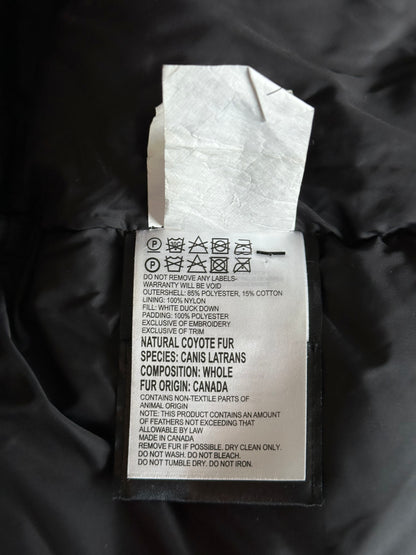 DO NOT REMOVE ANY LABELS-
WARRANTY WILL BE VOID
OUTERSHELL: 85% POLYESTER, 15% COTTON
LINING: 100% NYLON
FILL: WHITE DUCK DOWN
PADDING: 100% POLYESTER
EXCLUSIVE OF EMBROIDERY
EXCLUSIVE OF TRIM
NATURAL COYOTE FUR
SPECIES: CANIS LATRANS
COMPOSITION: WHOLE
FUR ORIGIN: CANADA
CONTAINS NON-TEXTILE PARTS OF
ANIMAL ORIGIN
NOTE: THIS PRODUCT CONTAINS AN AMOUNT
OF FEATHERS NOT EXCEEDING THAT
ALLOWABLE BY LAW
MADE IN CANADA
REMOVE FUR IF POSSIBLE. DRY CLEAN ONLY.
DO NOT WASH. DO NOT BLEACH.
DO NOT TUMBLE DRY. DO NOT IRON.